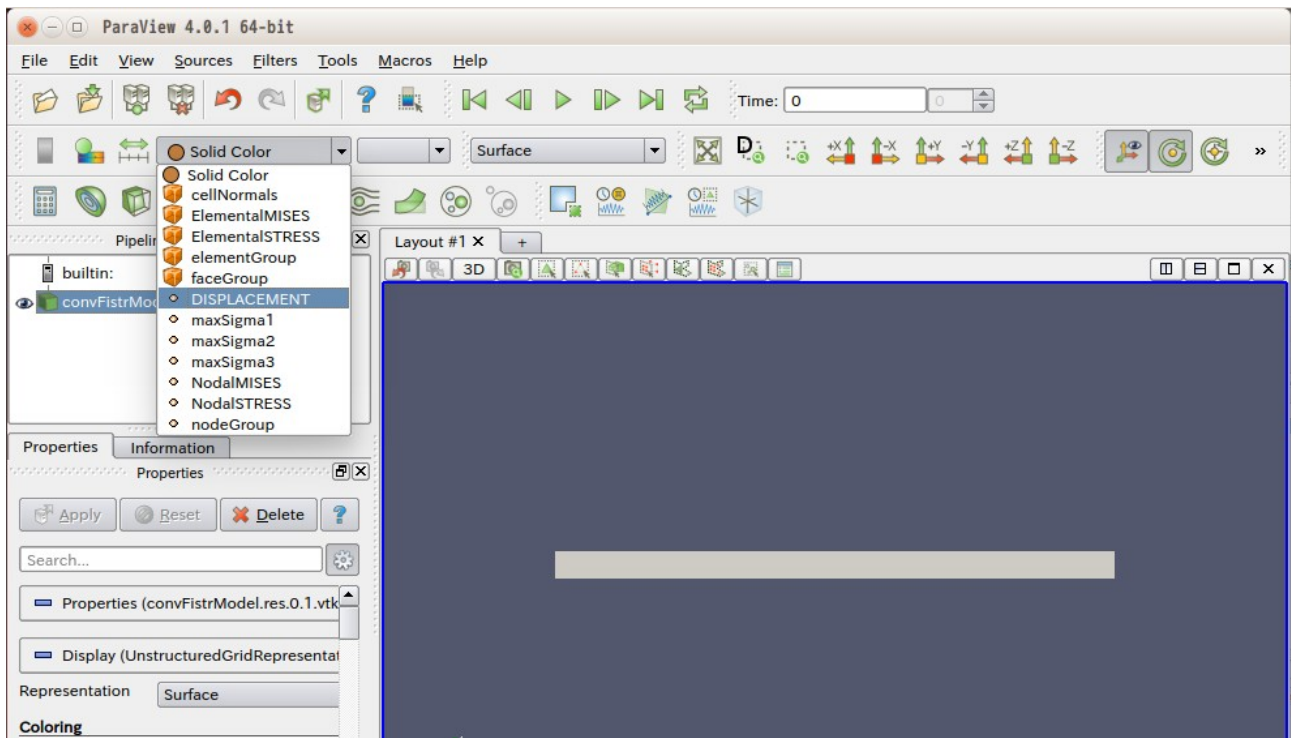 ParaView 4.0.1 64-bit
File Edit View Sources Filters Tools Macros Help
Time: 0 0
Solid Color Surface
+X -X +Y -Y +Z -Z
Solid Color
cellNormals
ElementalMISES
ElementalSTRESS
elementGroup
faceGroup
DISPLACEMENT
maxSigma1
maxSigma2
maxSigma3
NodalMISES
NodalSTRESS
nodeGroup
Pipelin
builtin:
convFistrMod
Layout #1 X +
3D
Properties Information
Properties
Apply Reset Delete ?
Search...
Properties (convFistrModel.res.0.1.vtk
Display (UnstructuredGridRepresentat
Representation Surface
Coloring